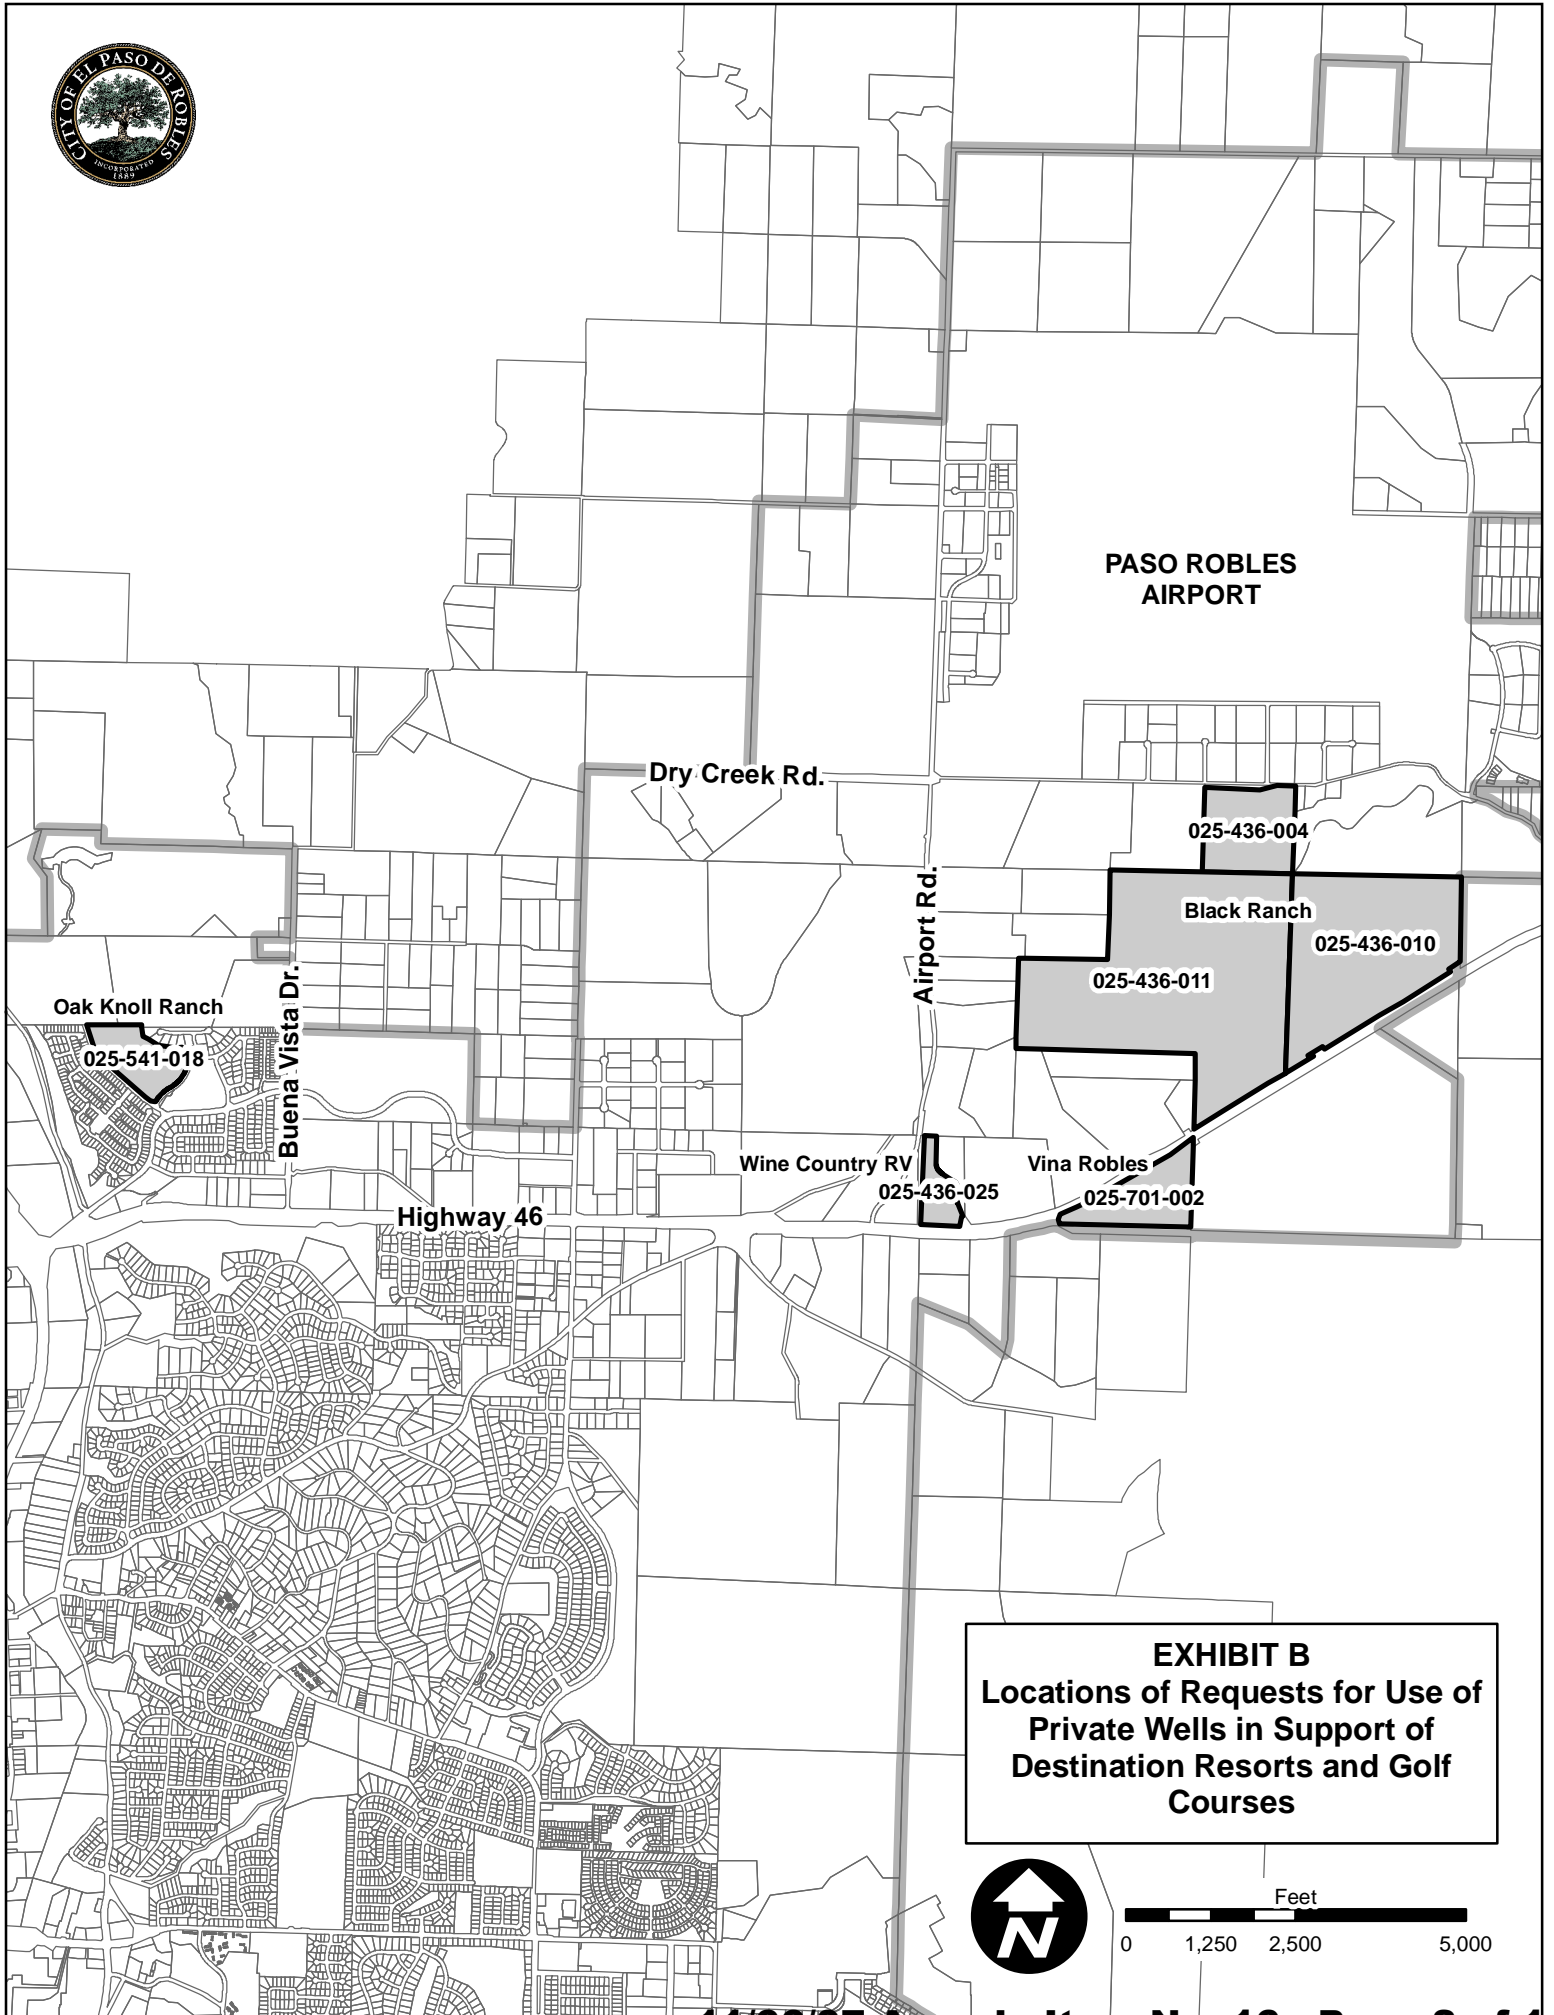 CITY OF EL PASO DE ROBLES
INCORPORATED
1889
PASO ROBLES
AIRPORT
Dry Creek Rd.
025-436-004
Airport Rd.
Black Ranch
025-436-010
025-436-011
Oak Knoll Ranch
Buena Vista Dr.
025-541-018
Wine Country RV
Vina Robles
025-436-025
025-701-002
Highway 46
EXHIBIT B
Locations of Requests for Use of
Private Wells in Support of
Destination Resorts and Golf
Courses
N
Feet
0 1,250 2,500 5,000